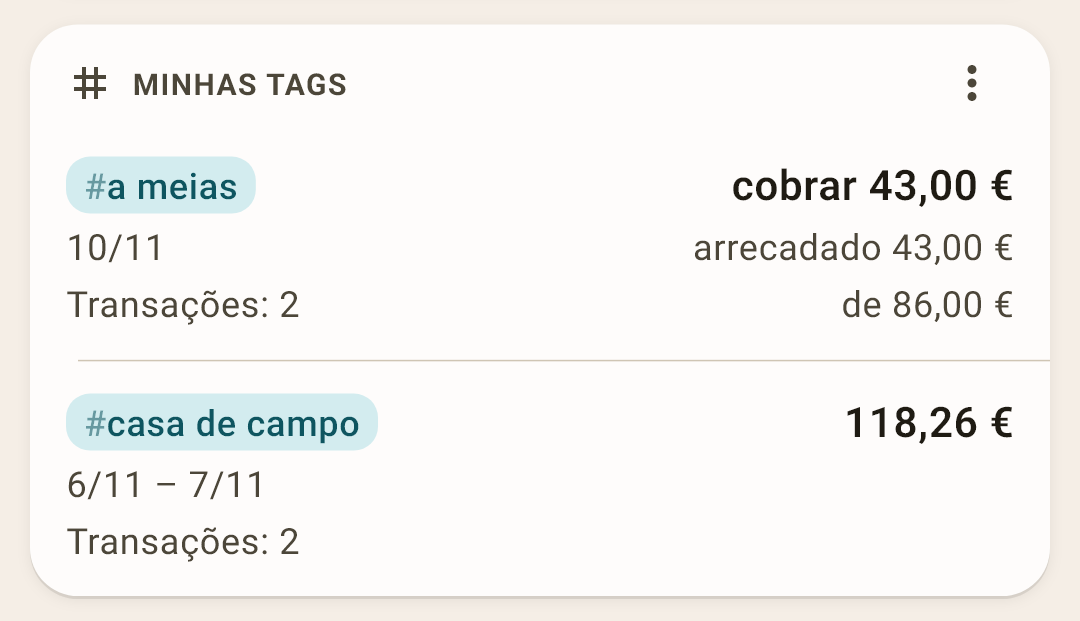 # MINHAS TAGS
#a meias cobrar 43,00 €
10/11 arrecadado 43,00 €
Transações: 2 de 86,00 €
#casa de campo 118,26 €
6/11 – 7/11
Transações: 2